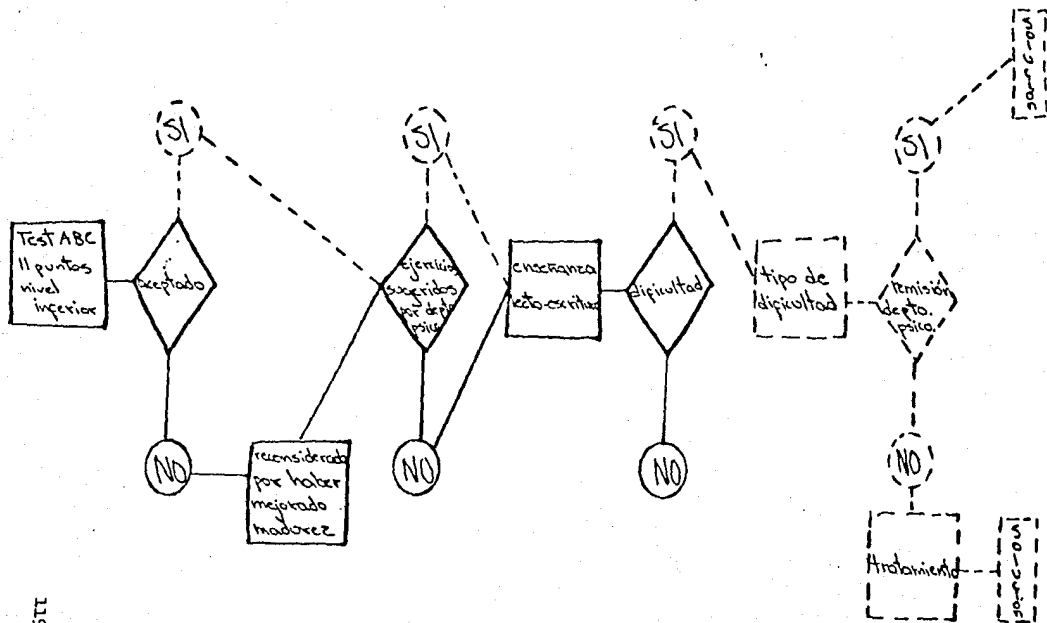 SI
SI
SI
SI
Test ABC
11 puntos
nivel
inferior
aceptado
ejercicios
sugeridos
por depto
psico.
enseñanza
lecto-escritura
dificultad
tipo de
dificultad
remisión
depto.
psico.
NO
reconsiderado
por haber
mejorado
madurez
NO
NO
NO
tratamiento
115